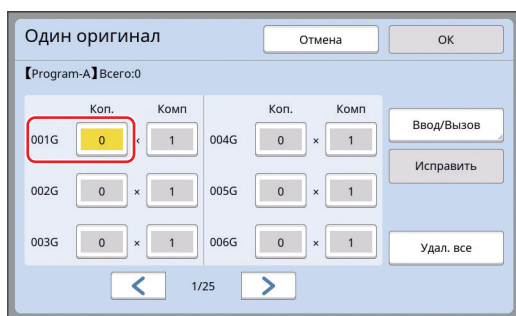 Один оригинал Отмена ОК
【Program-A】Всего:0
Коп. Комп Коп. Комп Ввод/Вызов
001G 0 × 1 004G 0 × 1
Исправить
002G 0 × 1 005G 0 × 1
003G 0 × 1 006G 0 × 1 Удал. все
1/25